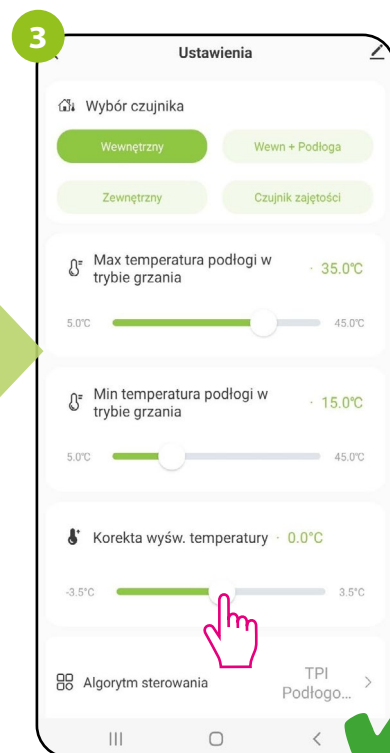 3
Ustawienia
Wybór czujnika
Wewnętrzny
Wewn + Podłoga
Zewnętrzny
Czujnik zajętości
Max temperatura podłogi w
trybie grzania
· 35.0℃
5.0℃
45.0℃
Min temperatura podłogi w
trybie grzania
· 15.0℃
5.0℃
45.0℃
Korekta wyśw. temperatury · 0.0°C
-3.5°C
3.5°C
Algorytm sterowania
TPI
Podłogo...